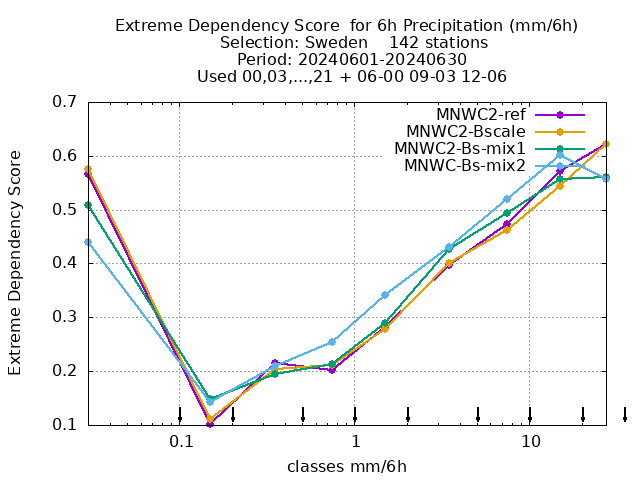 Extreme Dependency Score  for 6h Precipitation (mm/6h)
Selection: Sweden    142 stations
Period: 20240601-20240630
Used 00,03,...,21 + 06-00 09-03 12-06
MNWC2-ref
MNWC2-Bscale
MNWC2-Bs-mix1
MNWC-Bs-mix2
Extreme Dependency Score
0.7
0.6
0.5
0.4
0.3
0.2
0.1
0.1
1
10
classes mm/6h